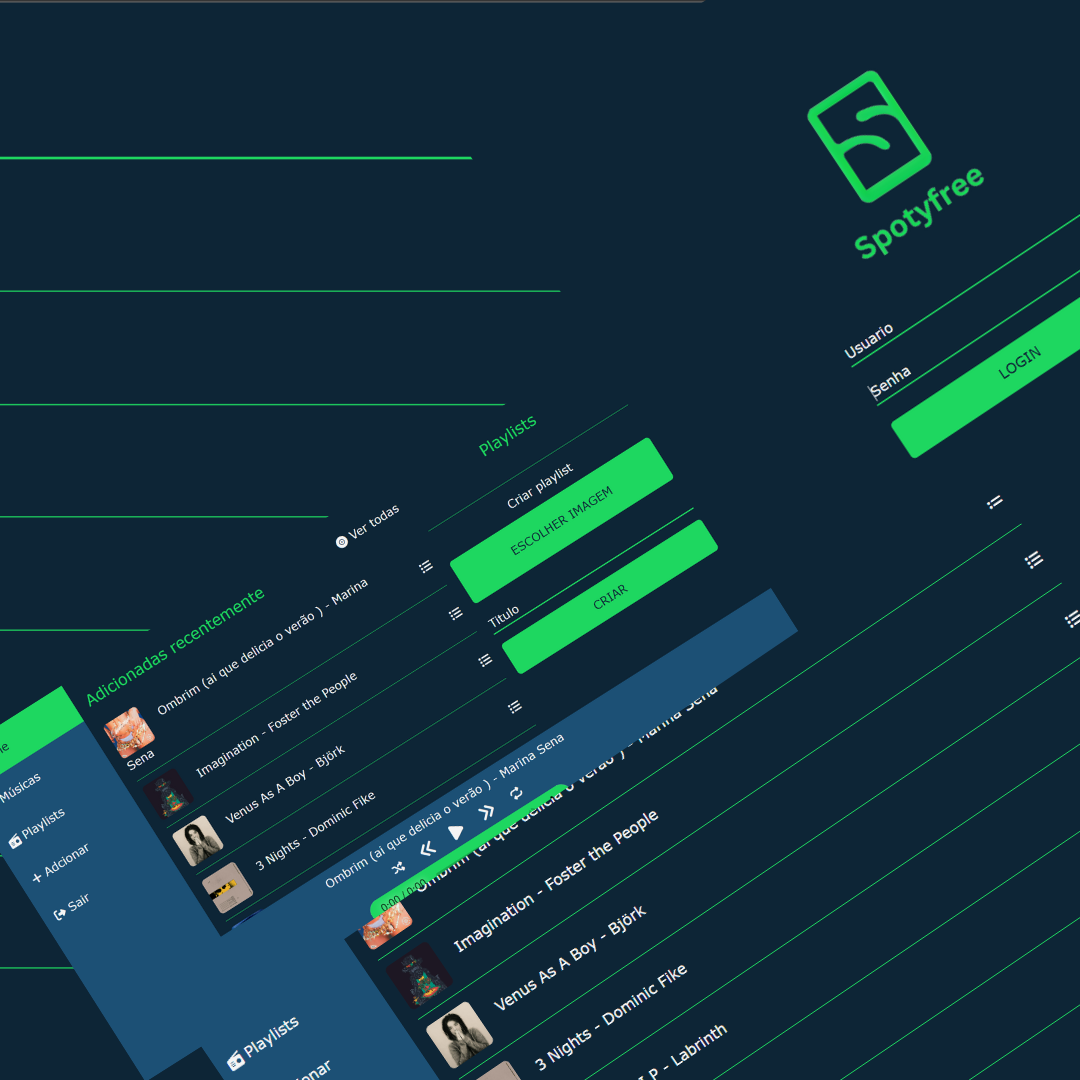 Spotyfree
Usuario
Senha
LOGIN
Playlists
Criar playlist
ESCOLHER IMAGEM
Titulo
CRIAR
Ver todas
Adicionadas recentemente
Ombrim (ai que delicia o verão ) - Marina
Sena
Imagination - Foster the People
Venus As A Boy - Björk
3 Nights - Dominic Fike
Músicas
Playlists
+ Adcionar
Sair
Ombrim (ai que delicia o verão ) - Marina Sena
0:00 / 0:00
Ombrim (ai que delicia o verão ) - Marina Sena
Imagination - Foster the People
Venus As A Boy - Björk
3 Nights - Dominic Fike
- Labrinth
Playlists